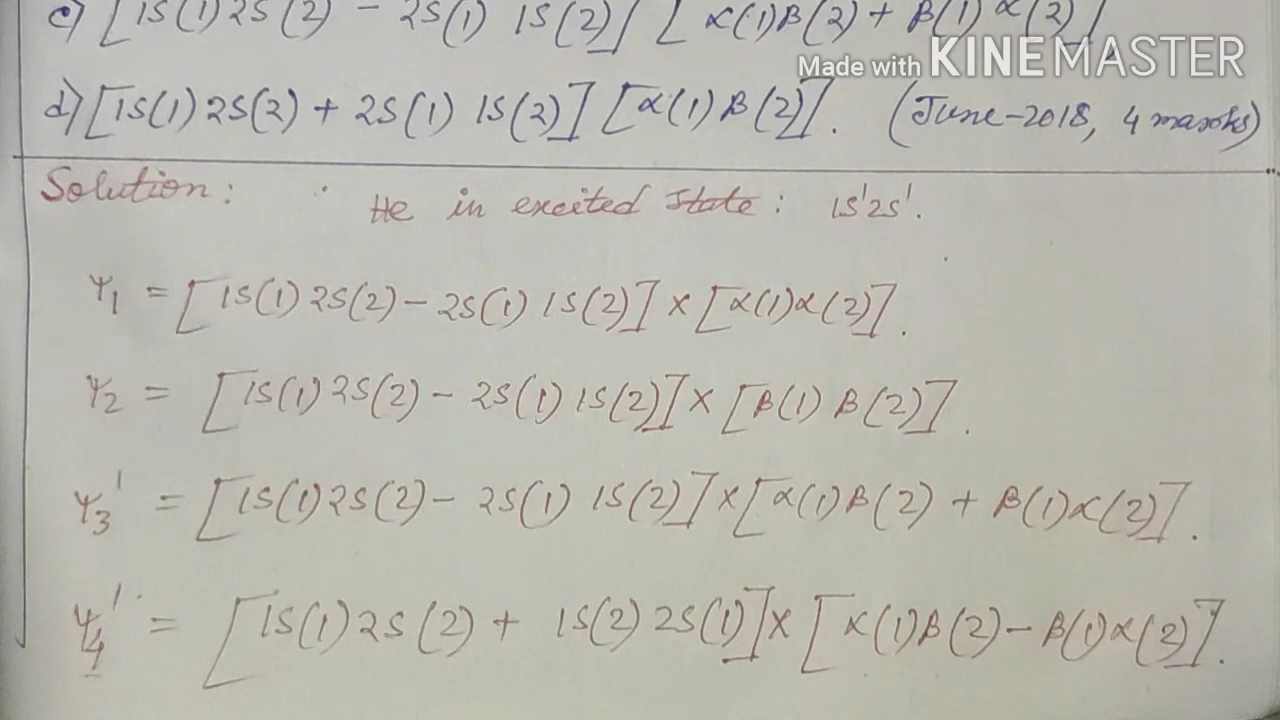 c) [1S(1) 2S(2) - 2S(1) 1S(2)] [α(1)β(2) + β(1)α(2)]
Made with KINEMASTER
d) [1S(1) 2S(2) + 2S(1) 1S(2)] [α(1) β(2)]. (June-2018, 4 marks)
Solution: He in excited state: 1S¹2S¹.
Ψ₁ = [1S(1) 2S(2) - 2S(1) 1S(2)] × [α(1)α(2)].
Ψ₂ = [1S(1) 2S(2) - 2S(1) 1S(2)] × [β(1) β(2)].
Ψ₃' = [1S(1) 2S(2) - 2S(1) 1S(2)] × [α(1)β(2) + β(1)α(2)].
Ψ₄' = [1S(1) 2S(2) + 1S(2) 2S(1)] × [α(1)β(2) - β(1)α(2)].